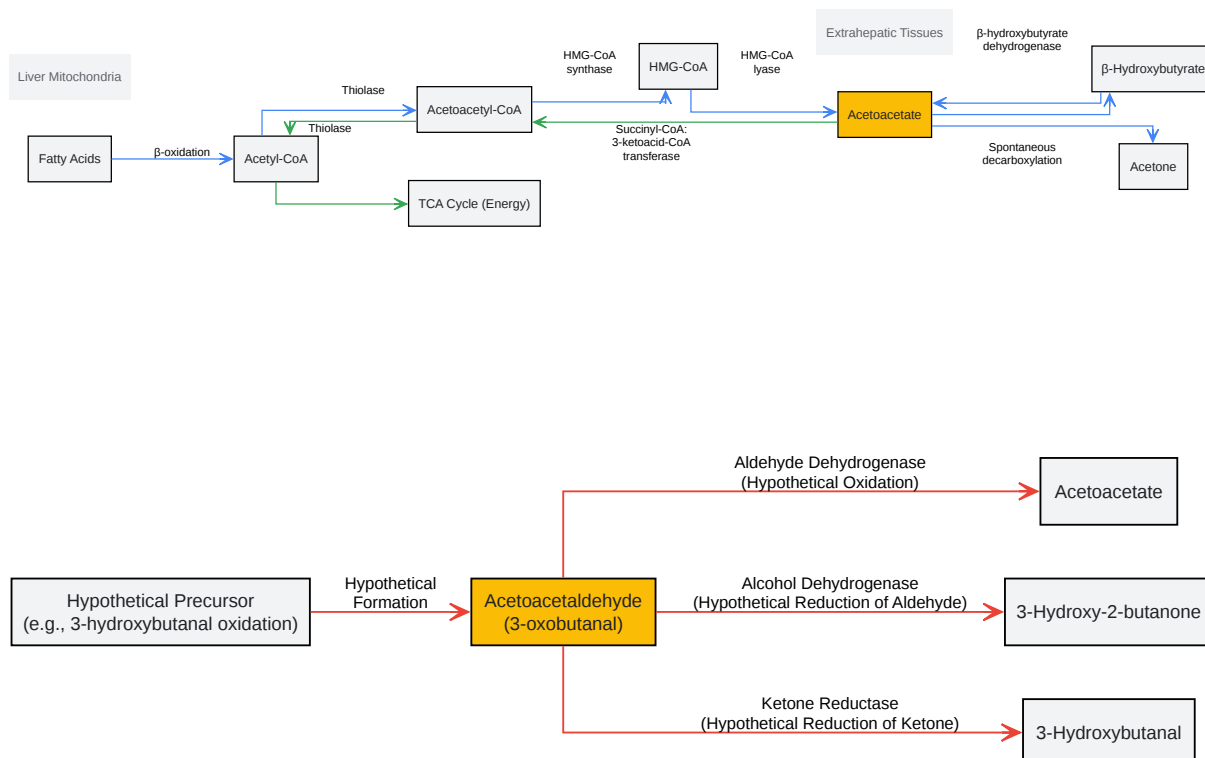 Liver Mitochondria
Extrahepatic Tissues
β-hydroxybutyrate
dehydrogenase
HMG-CoA
synthase
HMG-CoA
HMG-CoA
lyase
β-Hydroxybutyrate
Thiolase
Acetoacetyl-CoA
Acetoacetate
Thiolase
Succinyl-CoA:
3-ketoacid-CoA
transferase
Spontaneous
decarboxylation
Fatty Acids
β-oxidation
Acetyl-CoA
Acetone
TCA Cycle (Energy)
Aldehyde Dehydrogenase
(Hypothetical Oxidation)
Acetoacetate
Hypothetical Precursor
(e.g., 3-hydroxybutanal oxidation)
Hypothetical
Formation
Acetoacetaldehyde
(3-oxobutanal)
Alcohol Dehydrogenase
(Hypothetical Reduction of Aldehyde)
3-Hydroxy-2-butanone
Ketone Reductase
(Hypothetical Reduction of Ketone)
3-Hydroxybutanal